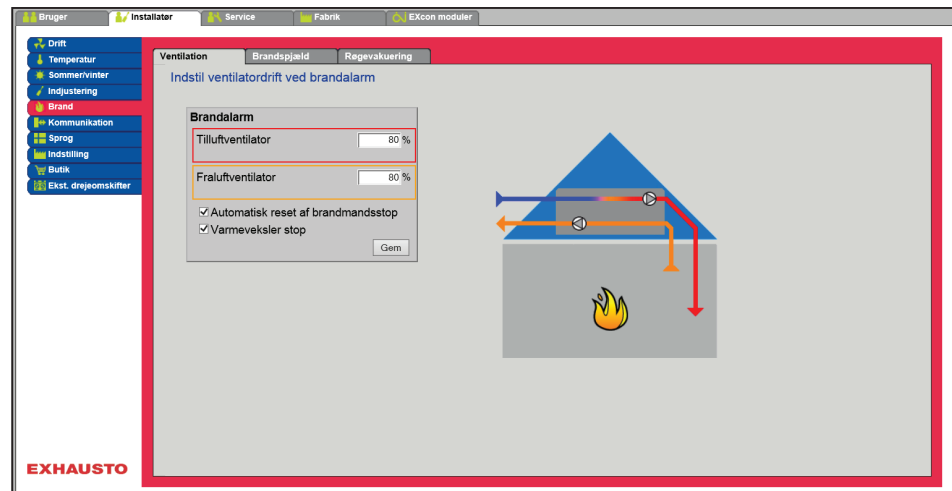 Bruger Installatør Service Fabrik EXcon moduler
Drift
Temperatur
Sommer/vinter
Indjustering
Brand
Kommunikation
Sprog
Indstilling
Butik
Ekst. drejeomskifter
Ventilation Brandspjæld Røgevakuering
Indstil ventilatordrift ved brandalarm
Brandalarm
Tilluftventilator 80 %
Fraluftventilator 80 %
Automatisk reset af brandmandsstop
Varmeveksler stop
Gem
EXHAUSTO